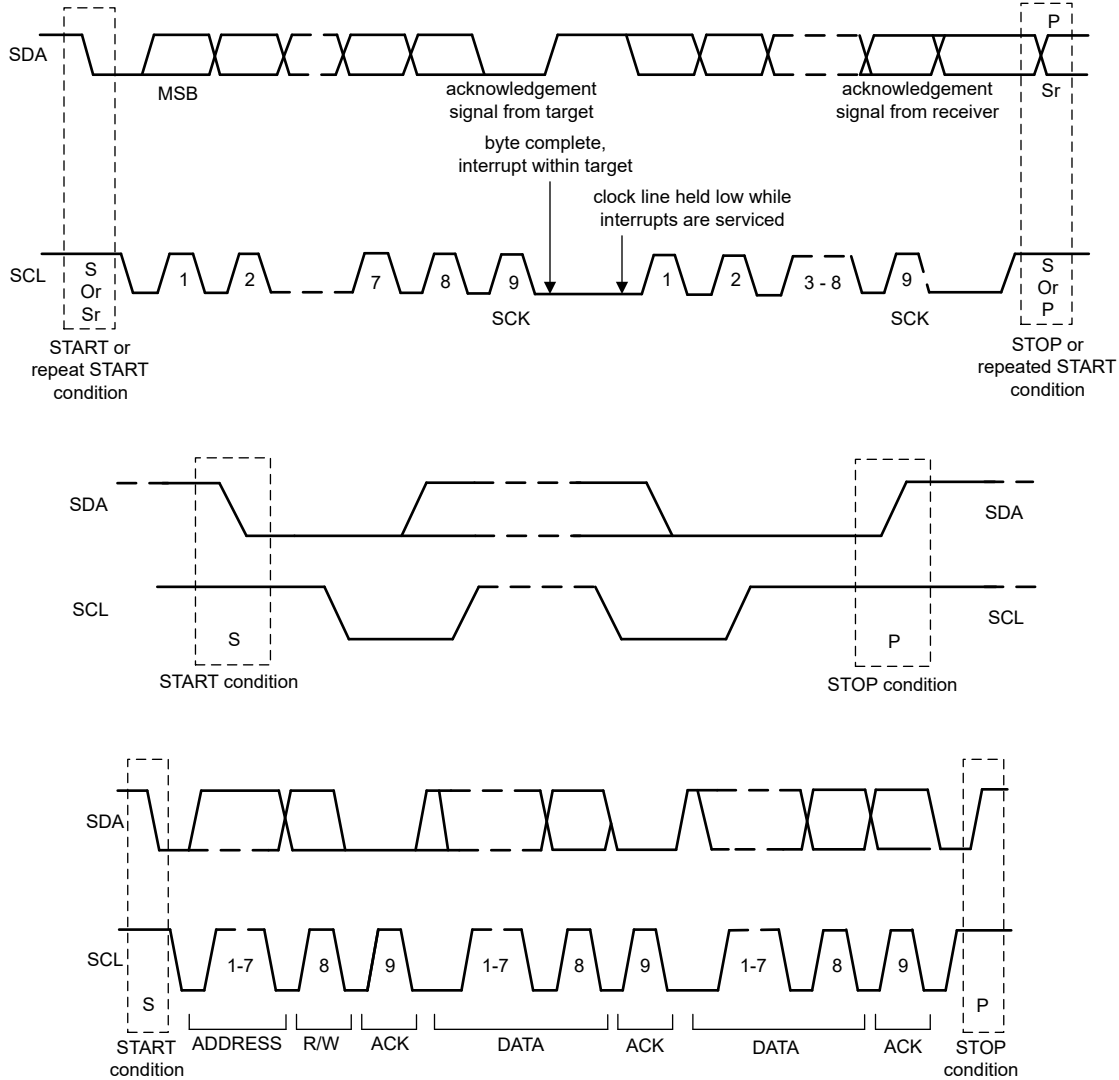 P
SDA
MSB
acknowledgement
signal from target
acknowledgement
signal from receiver
Sr
byte complete,
interrupt within target
clock line held low while
interrupts are serviced
SCL
S
Or
Sr
1
2
7
8
9
1
2
3 - 8
9
S
Or
P
SCK
SCK
START or
repeat START
condition
STOP or
repeated START
condition
SDA
SDA
SCL
SCL
S
P
START condition
STOP condition
SDA
SCL
1-7
8
9
1-7
8
9
1-7
8
9
S
P
START
condition
ADDRESS
R/W
ACK
DATA
ACK
DATA
ACK
STOP
condition